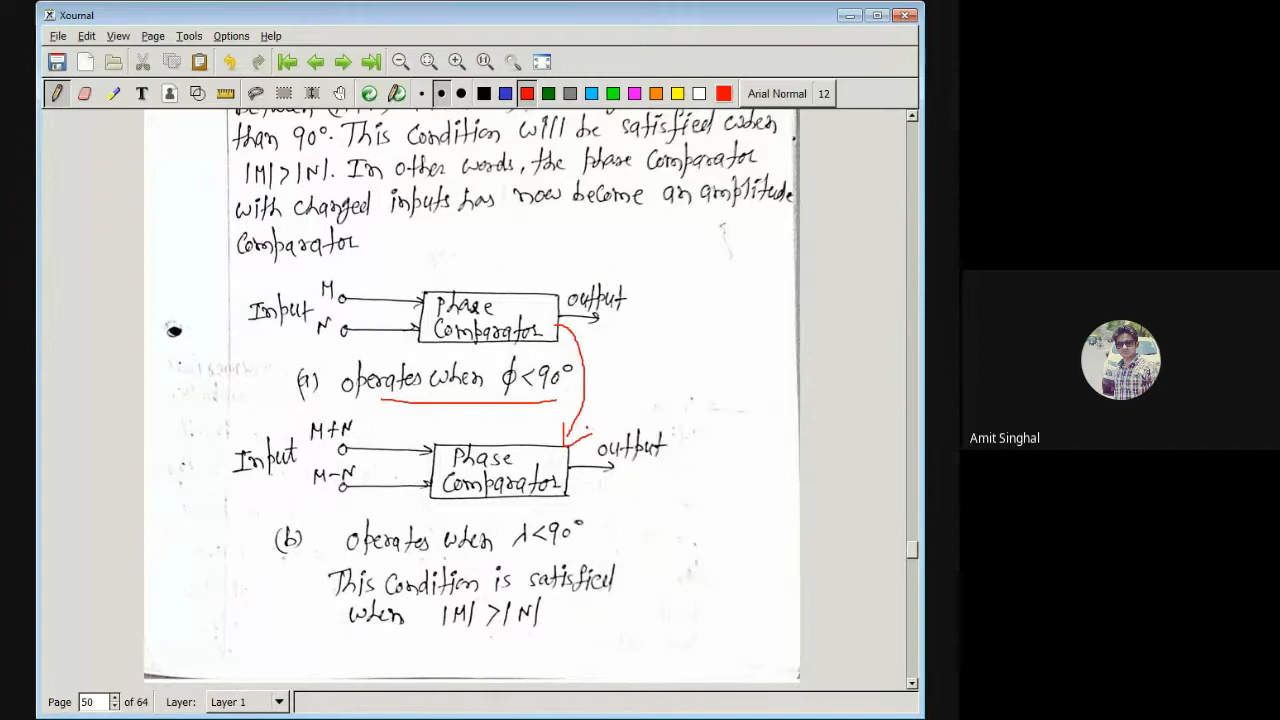 Xournal
File Edit View Page Tools Options Help
Arial Normal 12
than 90°. This Condition will be satisfied when
|M|>|N|. In other words, the phase Comparator
with changed inputs has now become an amplitude
Comparator
Input M N
Phase Comparator
output
(a) operates when ϕ<90°
Input M+N M-N
Phase Comparator
output
(b) operates when λ<90°
This Condition is satisfied
when |M| >|N|
Page 50 of 64 Layer: Layer 1
Amit Singhal